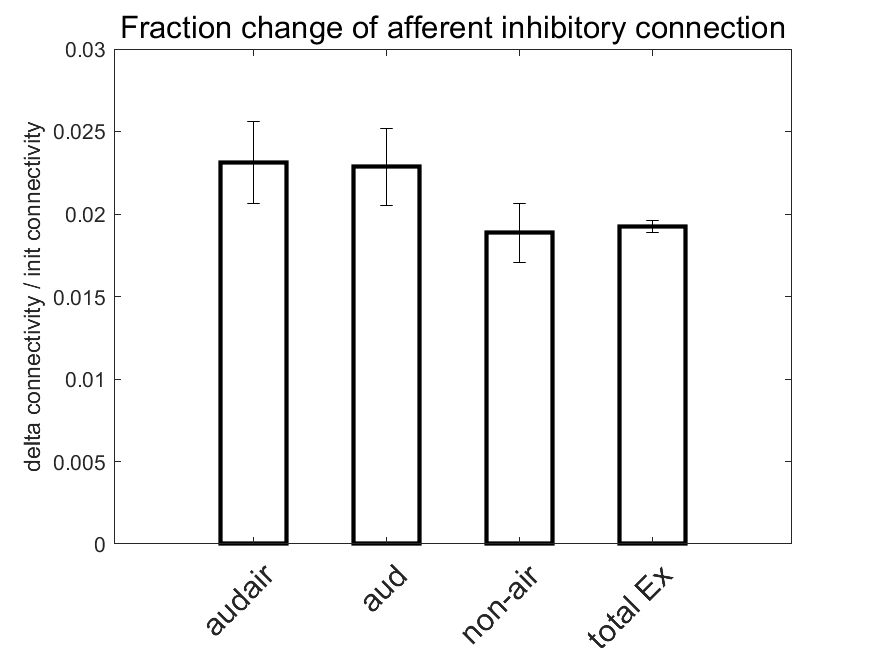 Fraction change of afferent inhibitory connection
delta connectivity / init connectivity
0.03
0.025
0.02
0.015
0.01
0.005
0
audair
aud
non-air
total Ex